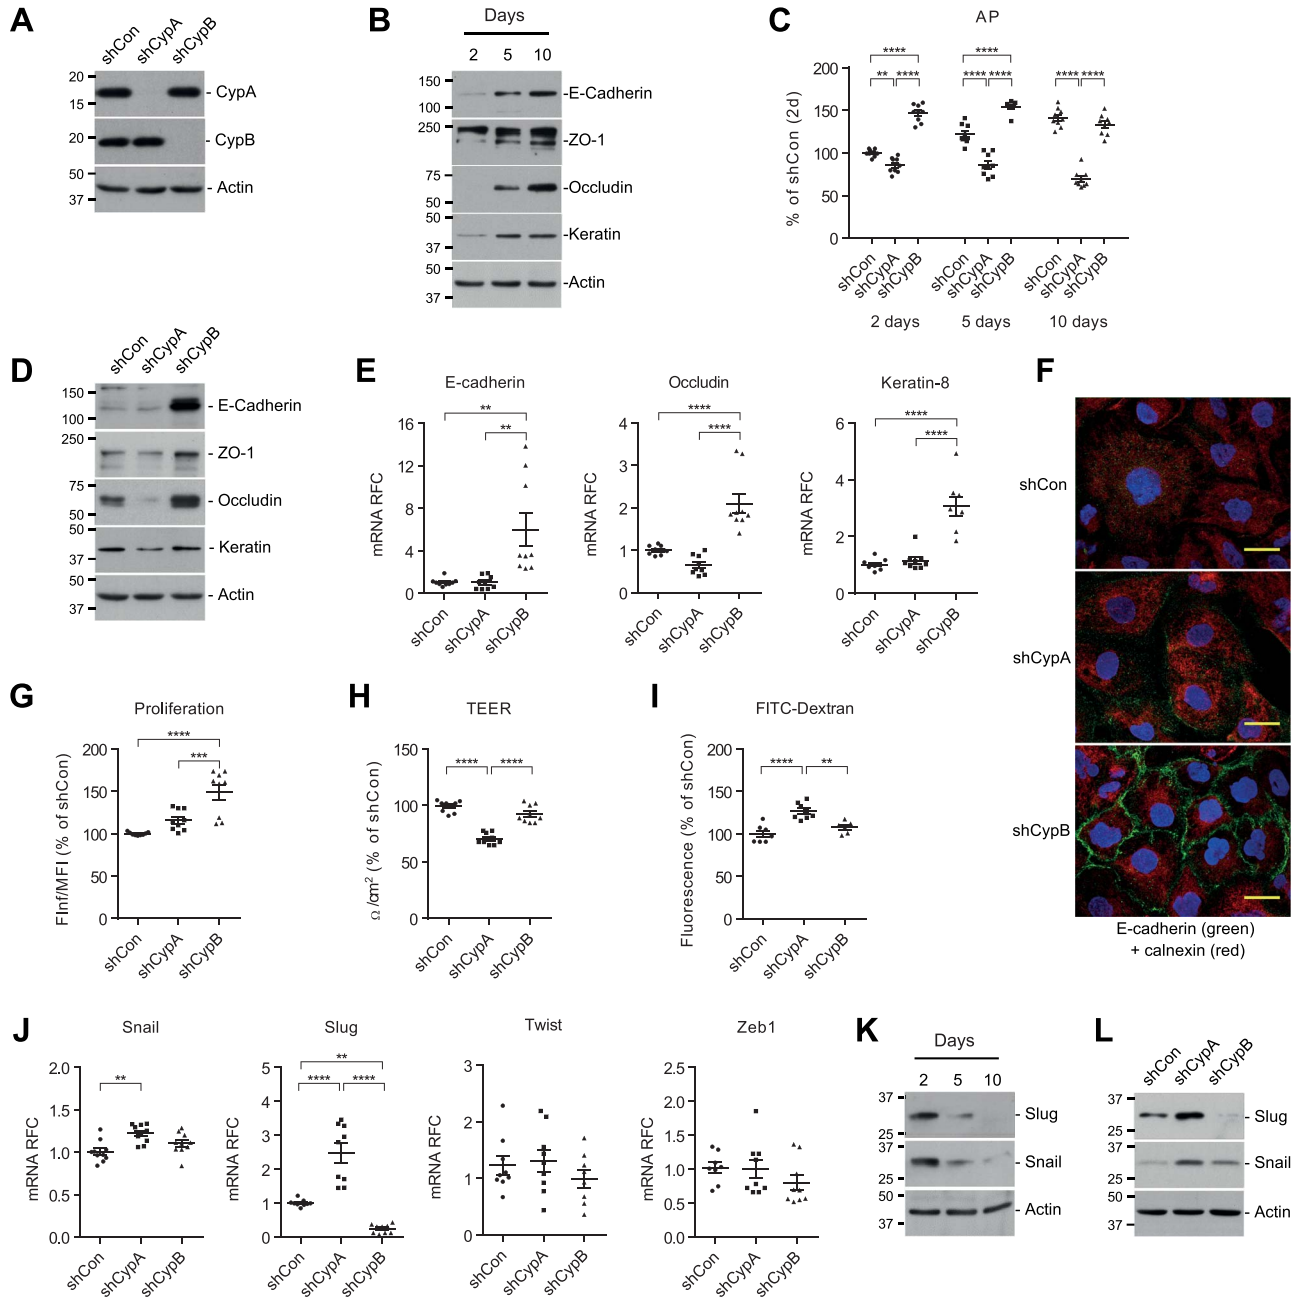 A
shCon
shCypA
shCypB
20
15
- CypA
20
- CypB
50
37
- Actin
B
Days
2 5 10
150
100
-E-Cadherin
250
-ZO-1
75
50
-Occludin
50
37
-Keratin
50
37
-Actin
C
AP
**** ****
** **** **** **** **** ****
% of shCon (2d)
200
150
100
50
0
shCon
shCypA
shCypB
shCon
shCypA
shCypB
shCon
shCypA
shCypB
2 days 5 days 10 days
D
shCon
shCypA
shCypB
150
100
- E-Cadherin
250
- ZO-1
75
50
- Occludin
50
37
- Keratin
50
37
- Actin
E
E-cadherin
**
**
mRNA RFC
16
12
8
4
0
shCon
shCypA
shCypB
Occludin
****
****
mRNA RFC
4
3
2
1
0
shCon
shCypA
shCypB
Keratin-8
****
****
mRNA RFC
6
4
2
0
shCon
shCypA
shCypB
F
shCon
shCypA
shCypB
E-cadherin (green)
+ calnexin (red)
G
Proliferation
****
***
FInf/MFI (% of shCon)
200
150
100
50
0
shCon
shCypA
shCypB
H
TEER
**** ****
Ω/cm² (% of shCon)
150
100
50
0
shCon
shCypA
shCypB
I
FITC-Dextran
**** **
Fluorescence (% of shCon)
200
150
100
50
0
shCon
shCypA
shCypB
J
Snail
**
mRNA RFC
2.0
1.5
1.0
0.5
0.0
shCon
shCypA
shCypB
Slug
**
**** ****
mRNA RFC
5
4
3
2
1
0
shCon
shCypA
shCypB
Twist
mRNA RFC
3
2
1
0
shCon
shCypA
shCypB
Zeb1
mRNA RFC
2.5
2.0
1.5
1.0
0.5
0.0
shCon
shCypA
shCypB
K
Days
2 5 10
37
25
- Slug
37
25
- Snail
50
37
- Actin
L
shCon
shCypA
shCypB
37
25
- Slug
37
25
- Snail
50
37
- Actin